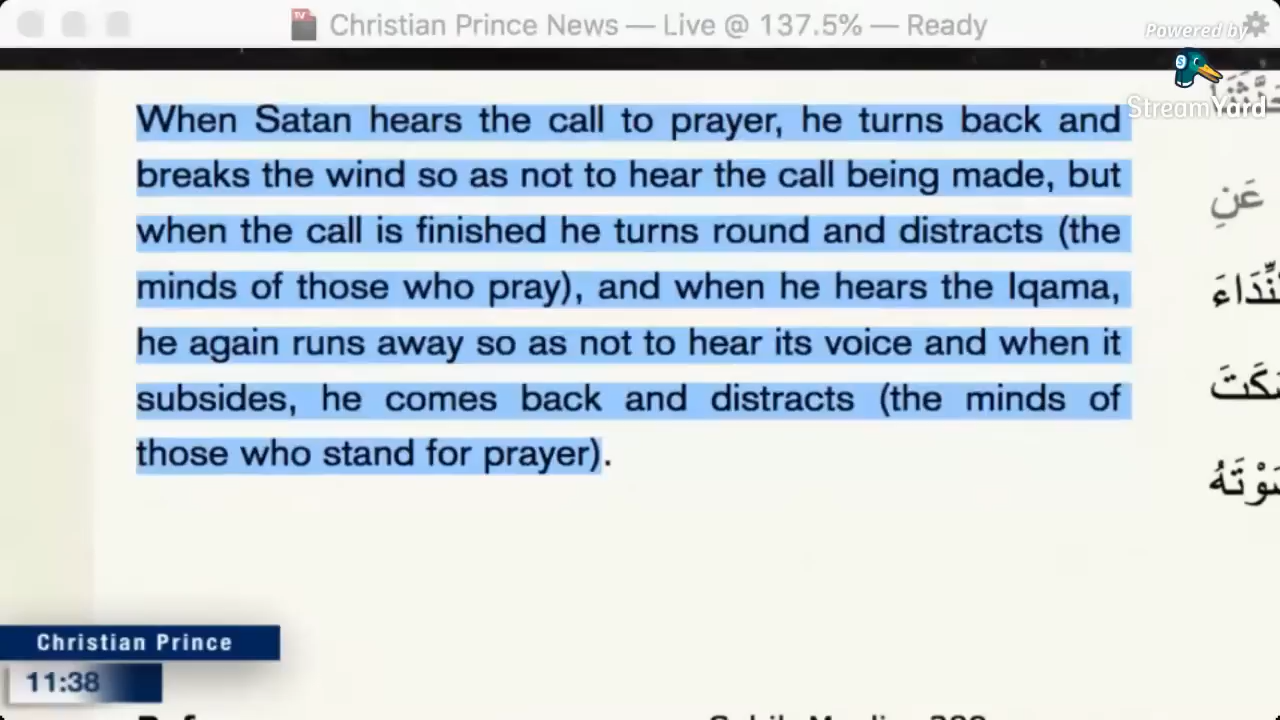 Christian Prince News — Live @ 137.5% — Ready
Powered by
StreamYard
When Satan hears the call to prayer, he turns back and
breaks the wind so as not to hear the call being made, but
when the call is finished he turns round and distracts (the
minds of those who pray), and when he hears the Iqama,
he again runs away so as not to hear its voice and when it
subsides, he comes back and distracts (the minds of
those who stand for prayer).
عَنِ
Christian Prince
11:38